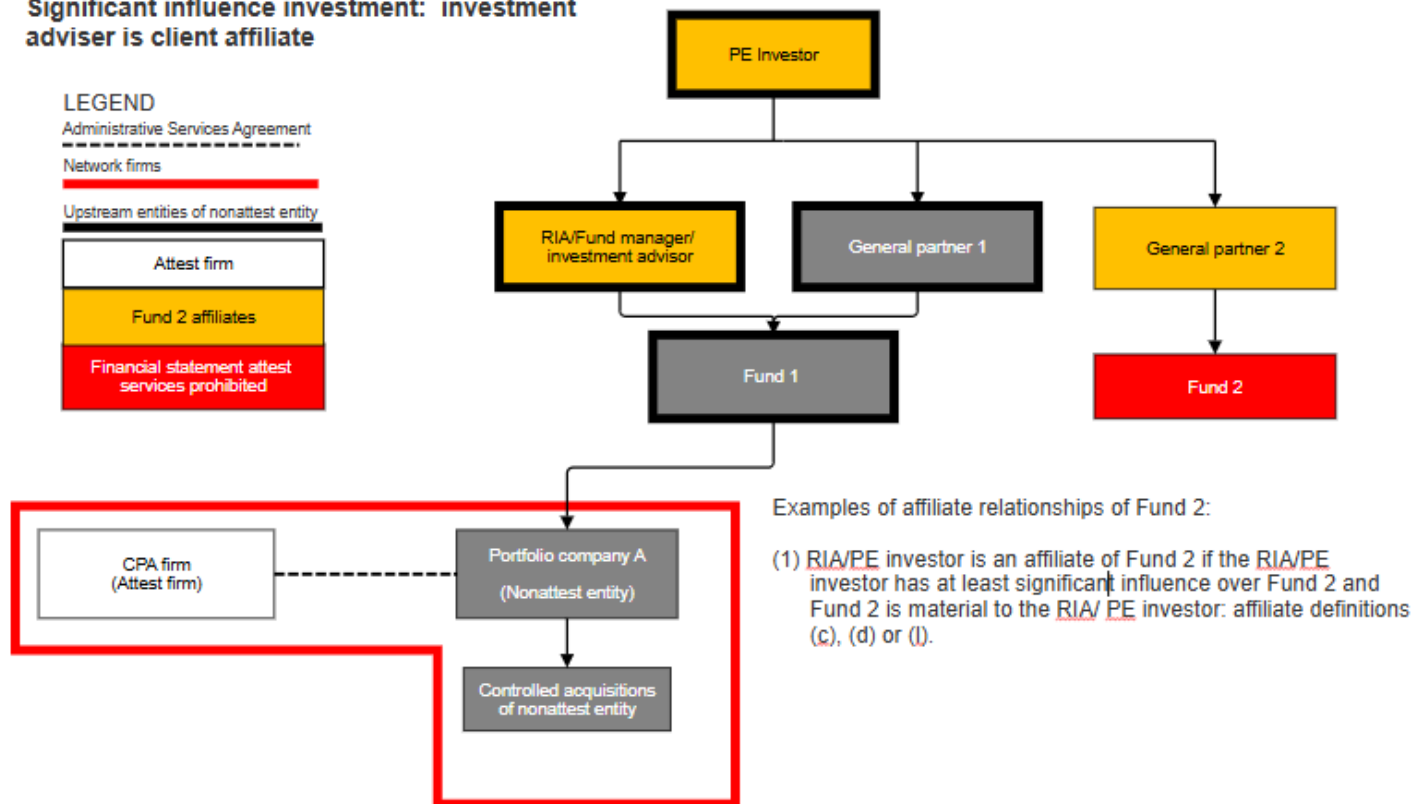 Significant influence investment: investment
adviser is client affiliate
LEGEND
Administrative Services Agreement
Network firms
Upstream entities of nonattest entity
Attest firm
Fund 2 affiliates
Financial statement attest
services prohibited
PE Investor
RIA/Fund manager/
investment advisor
General partner 1
General partner 2
Fund 1
Fund 2
CPA firm
(Attest firm)
Portfolio company A
(Nonattest entity)
Controlled acquisitions
of nonattest entity
Examples of affiliate relationships of Fund 2:
(1) RIA/PE investor is an affiliate of Fund 2 if the RIA/PE
investor has at least significant influence over Fund 2 and
Fund 2 is material to the RIA/ PE investor: affiliate definitions
(c), (d) or (l).